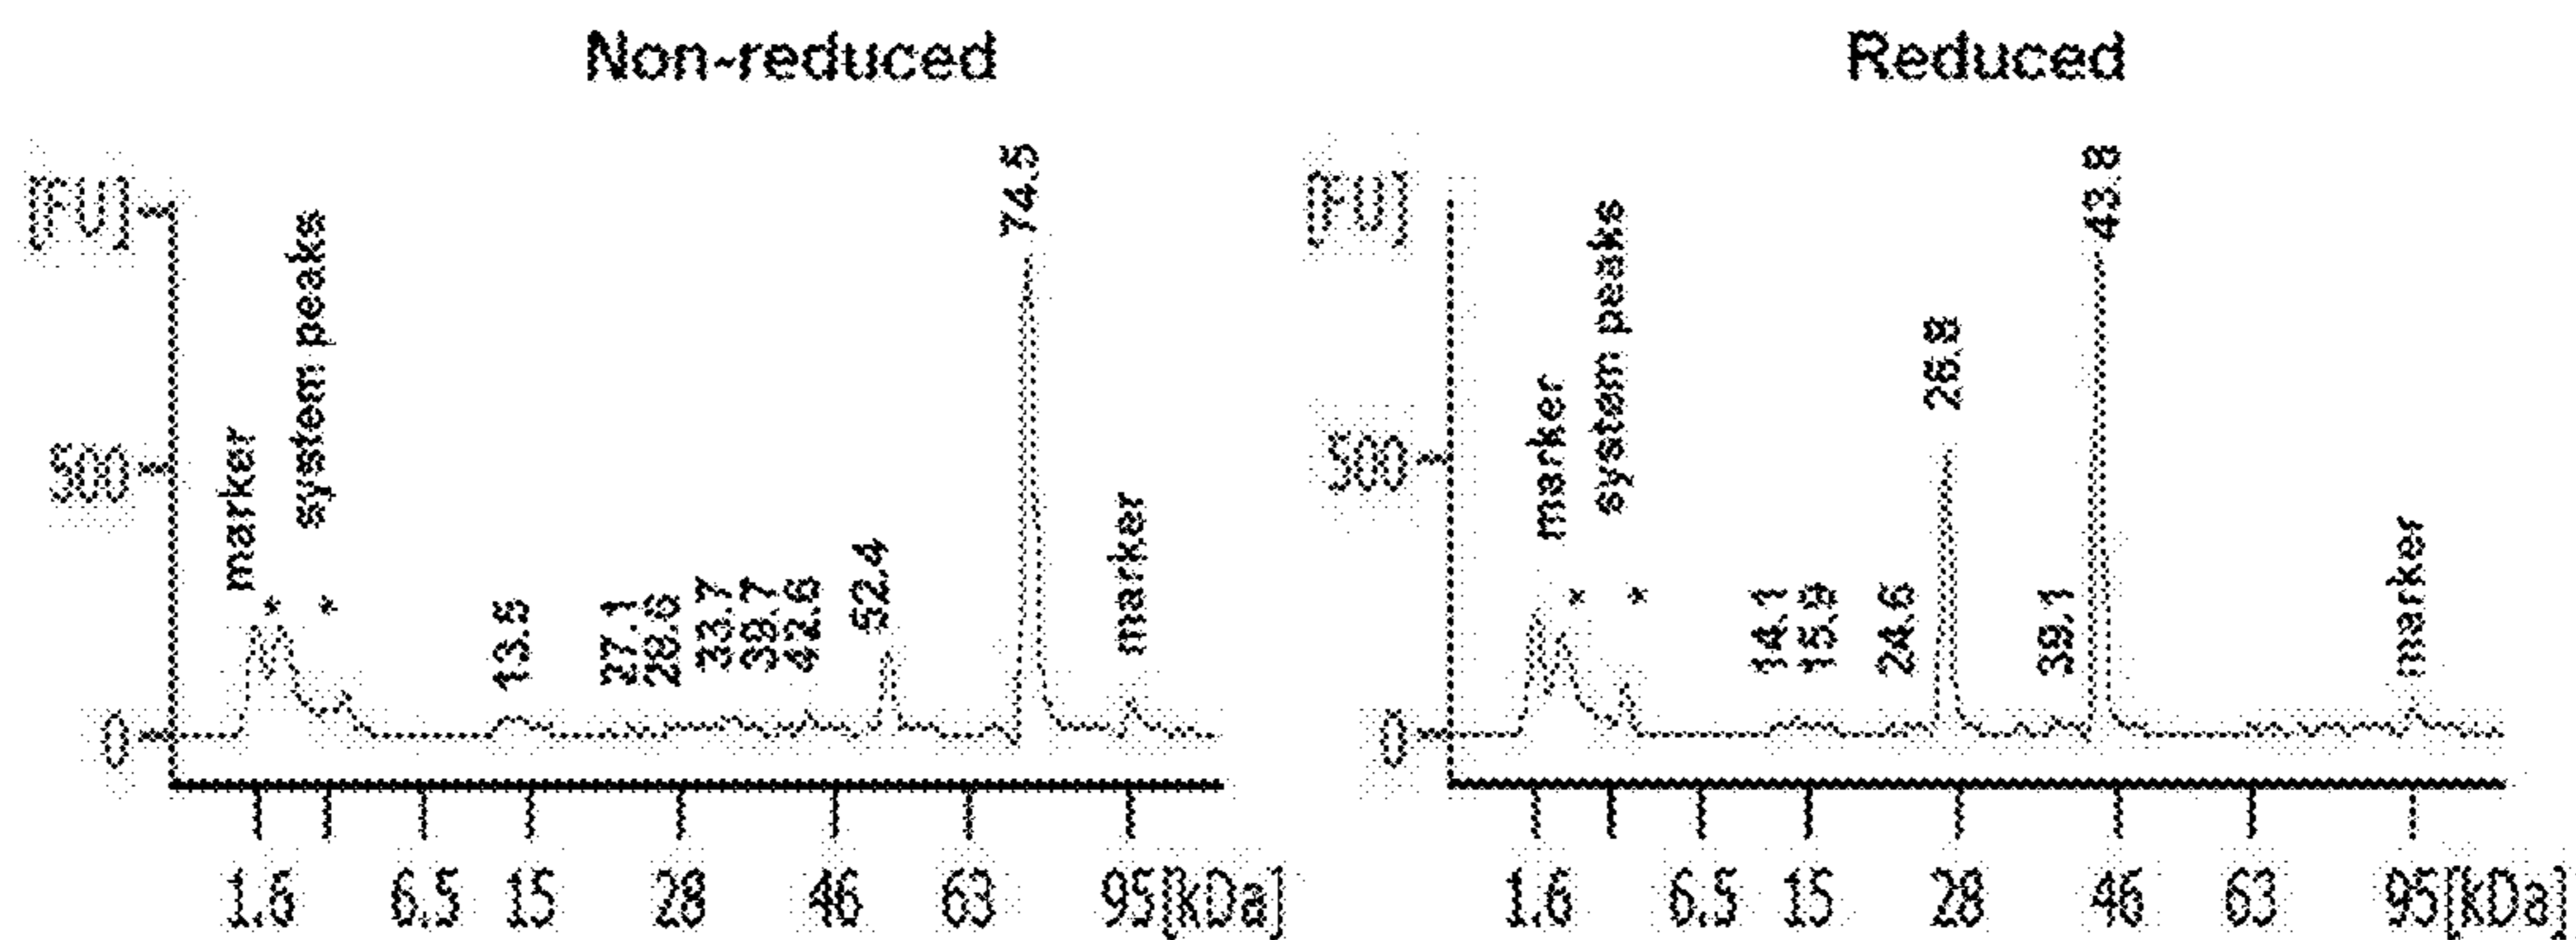 Non-reduced
[FU]
500
0
marker
system peaks
*
*
13.5
27.1
28.6
33.7
39.7
42.6
52.4
74.5
marker
1.6 6.5 15 28 46 63 95[kDa]
Reduced
[FU]
500
0
marker
system peaks
*
*
14.1
15.9
24.6
26.8
39.1
43.8
marker
1.6 6.5 15 28 46 63 95[kDa]